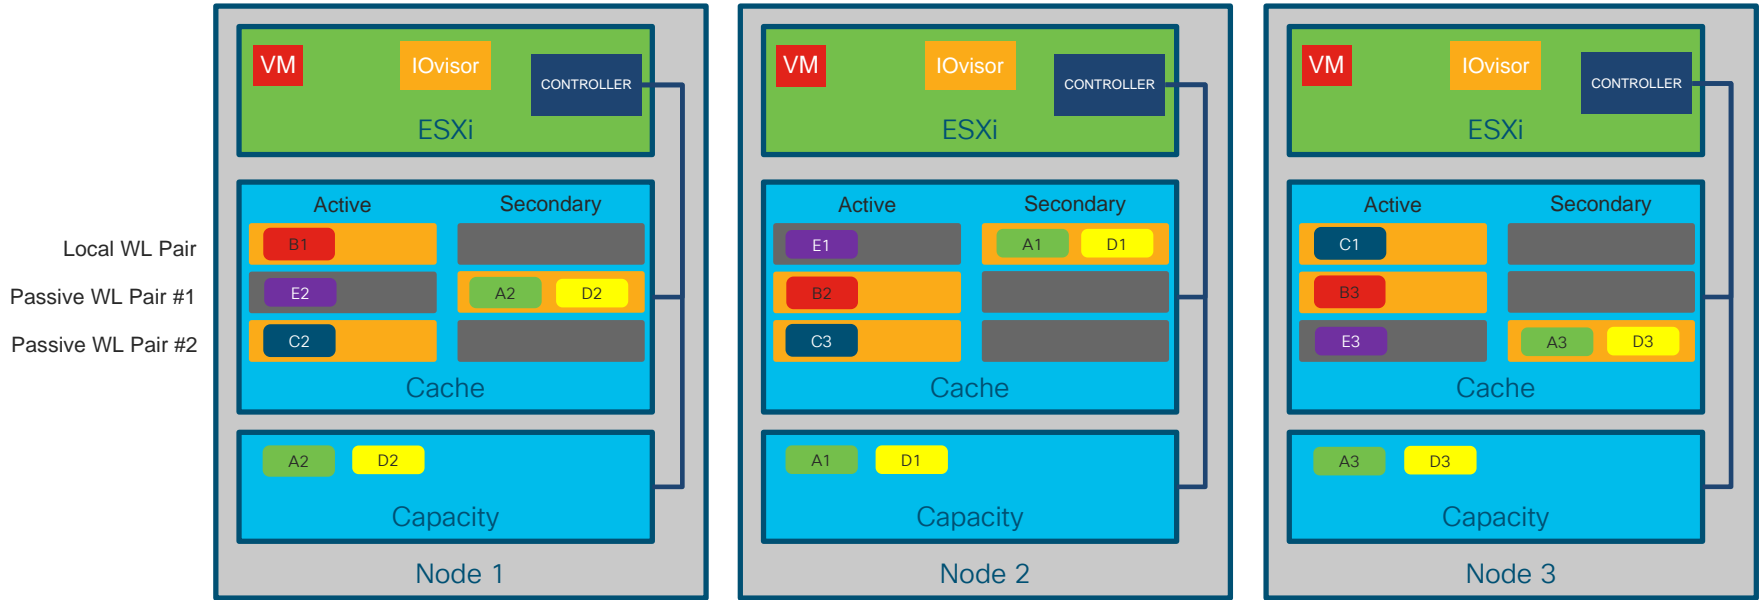 VM IOvisor CONTROLLER
ESXi
VM IOvisor CONTROLLER
ESXi
VM IOvisor CONTROLLER
ESXi
Active Secondary
Active Secondary
Active Secondary
Local WL Pair B1 E1 A1 D1 C1
Passive WL Pair #1 E2 A2 D2 B2 B3
Passive WL Pair #2 C2 C3 E3 A3 D3
Cache Cache Cache
A2 D2 A1 D1 A3 D3
Capacity Capacity Capacity
Node 1 Node 2 Node 3